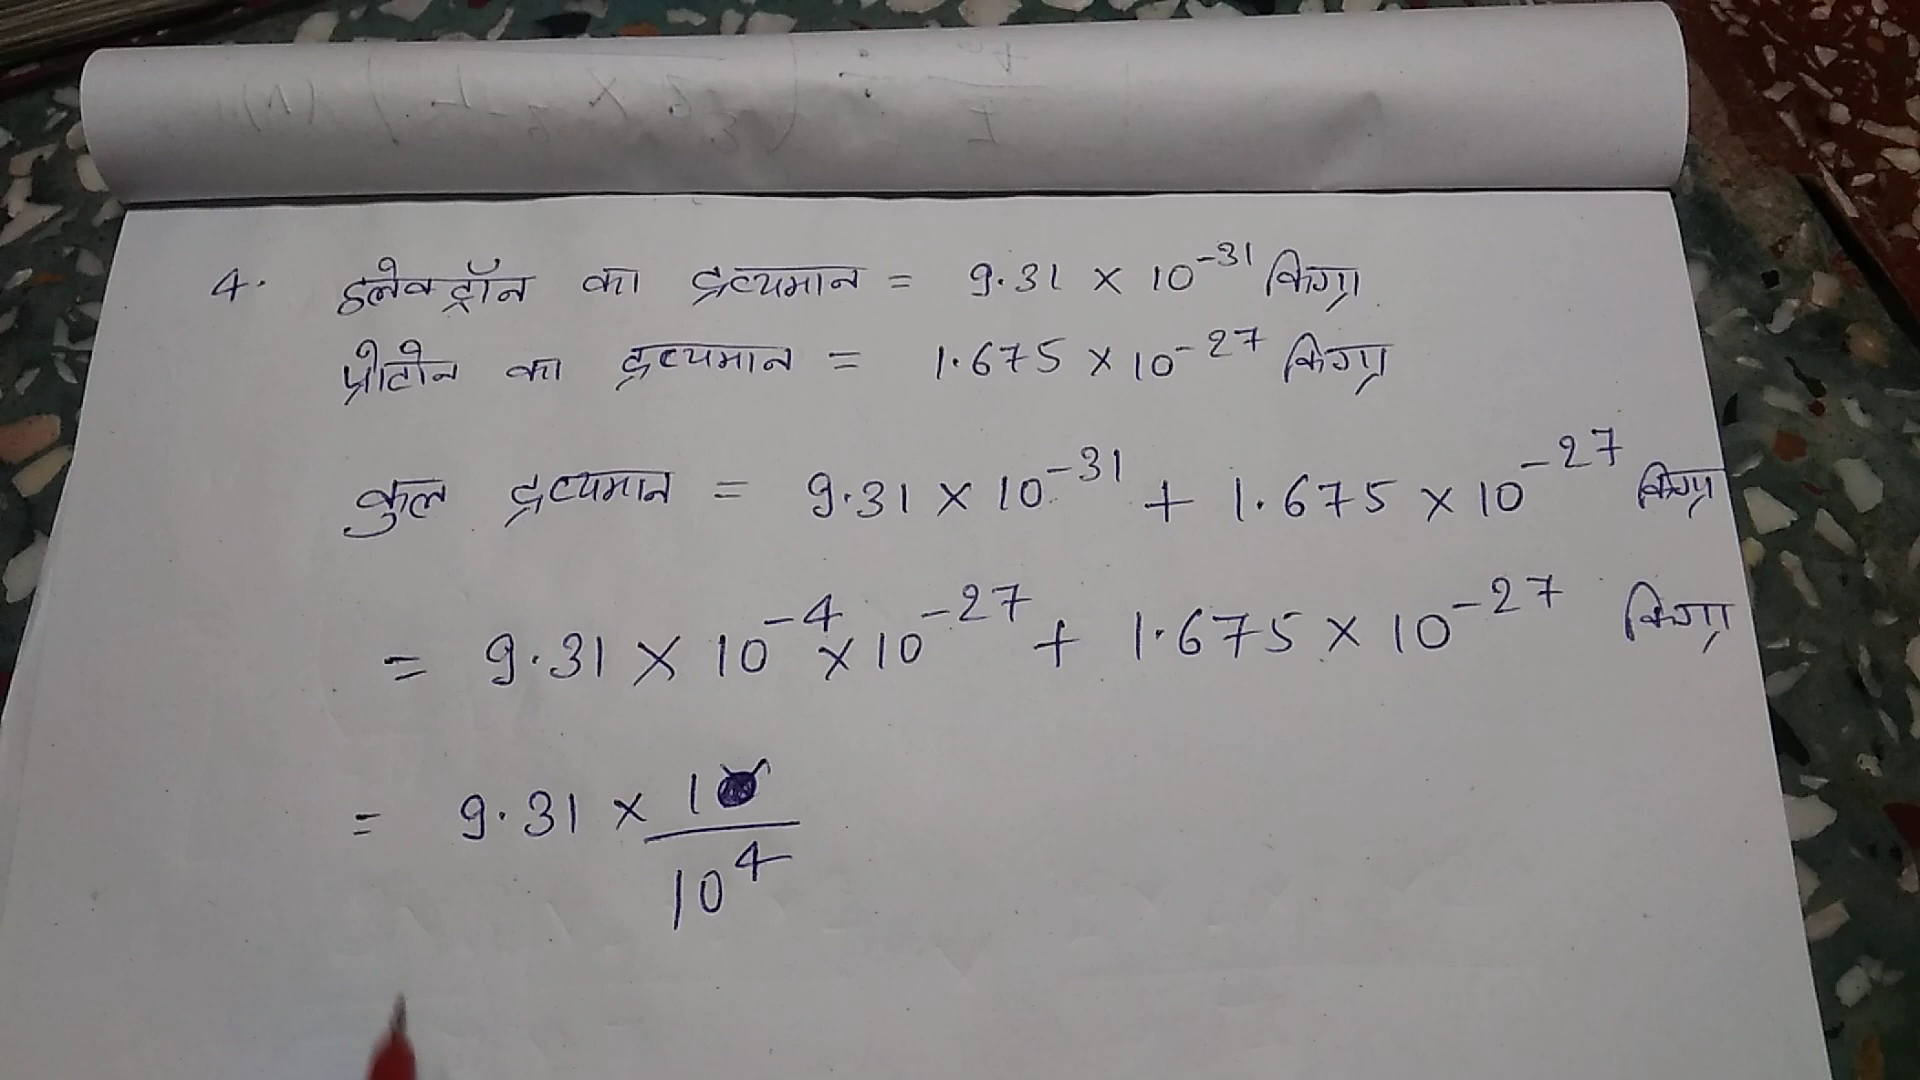 4. इलेक्ट्रॉन का द्रव्यमान = 9.31 × 10⁻³¹ किग्रा
प्रोटोन का द्रव्यमान = 1.675 × 10⁻²⁷ किग्रा
कुल द्रव्यमान = 9.31 × 10⁻³¹ + 1.675 × 10⁻²⁷ किग्रा
= 9.31 × 10⁻⁴ × 10⁻²⁷ + 1.675 × 10⁻²⁷ किग्रा
= 9.31 × 1/10⁴